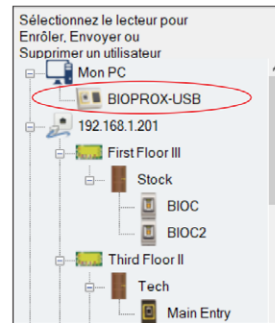 Sélectionnez le lecteur pour
Enrôler, Envoyer ou
Supprimer un utilisateur
Mon PC
BIOPROX-USB
192.168.1.201
First Floor III
Stock
BIOC
BIOC2
Third Floor II
Tech
Main Entry